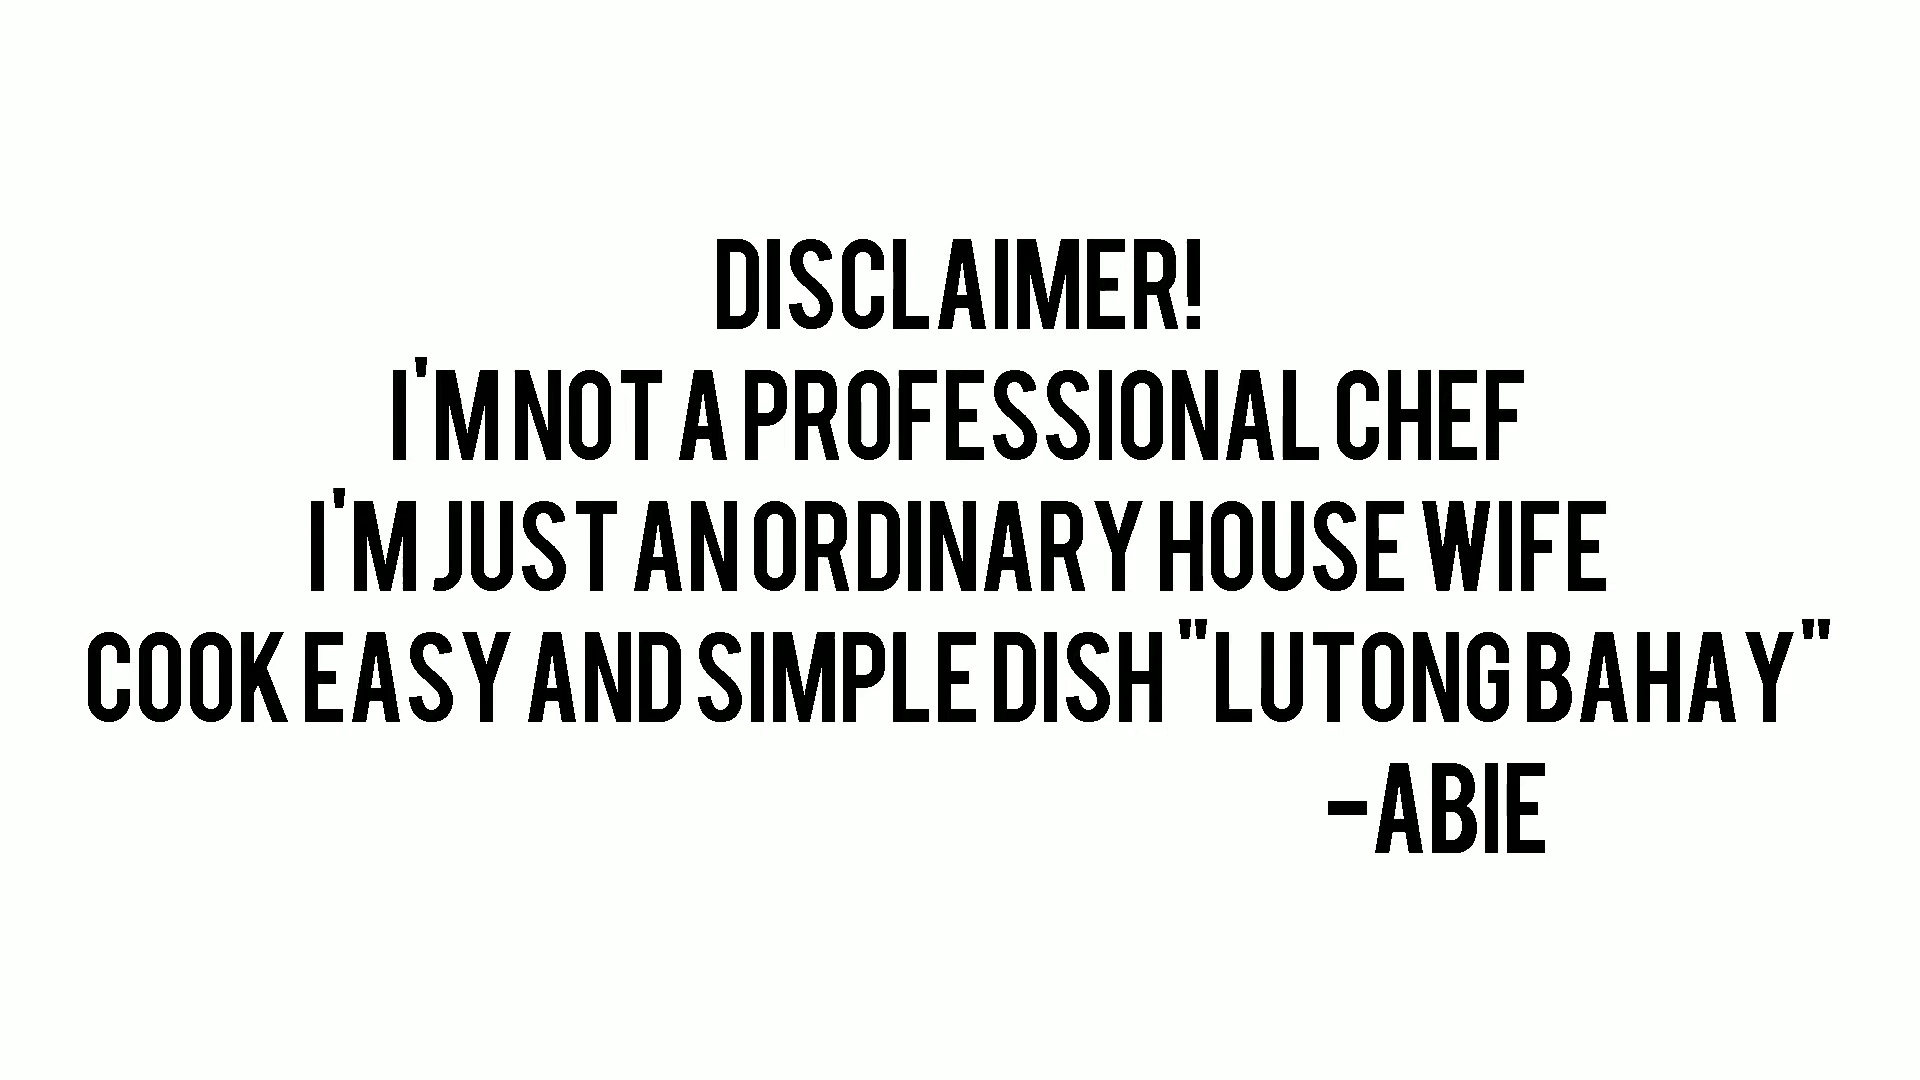 DISCLAIMER!
I'M NOT A PROFESSIONAL CHEF
I'M JUST AN ORDINARY HOUSE WIFE
COOK EASY AND SIMPLE DISH "LUTONG BAHAY"
-ABIE